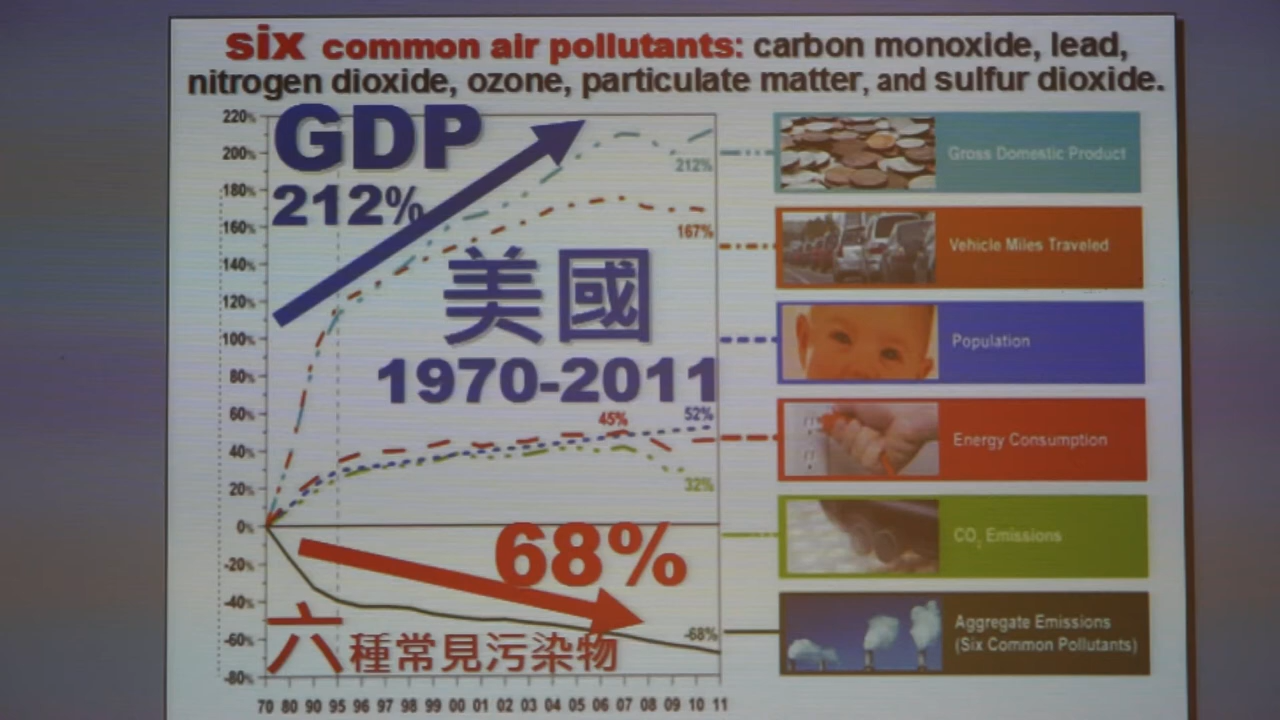 six common air pollutants: carbon monoxide, lead,
nitrogen dioxide, ozone, particulate matter, and sulfur dioxide.
220%
200%
180%
160%
140%
120%
100%
80%
60%
40%
20%
0%
-20%
-40%
-60%
-80%
GDP
212%
美國
1970-2011
212%
167%
45%
52%
32%
68%
-68%
六種常見污染物
70 80 90 95 96 97 98 99 00 01 02 03 04 05 06 07 08 09 10 11
Gross Domestic Product
Vehicle Miles Traveled
Population
Energy Consumption
CO₂ Emissions
Aggregate Emissions
(Six Common Pollutants)